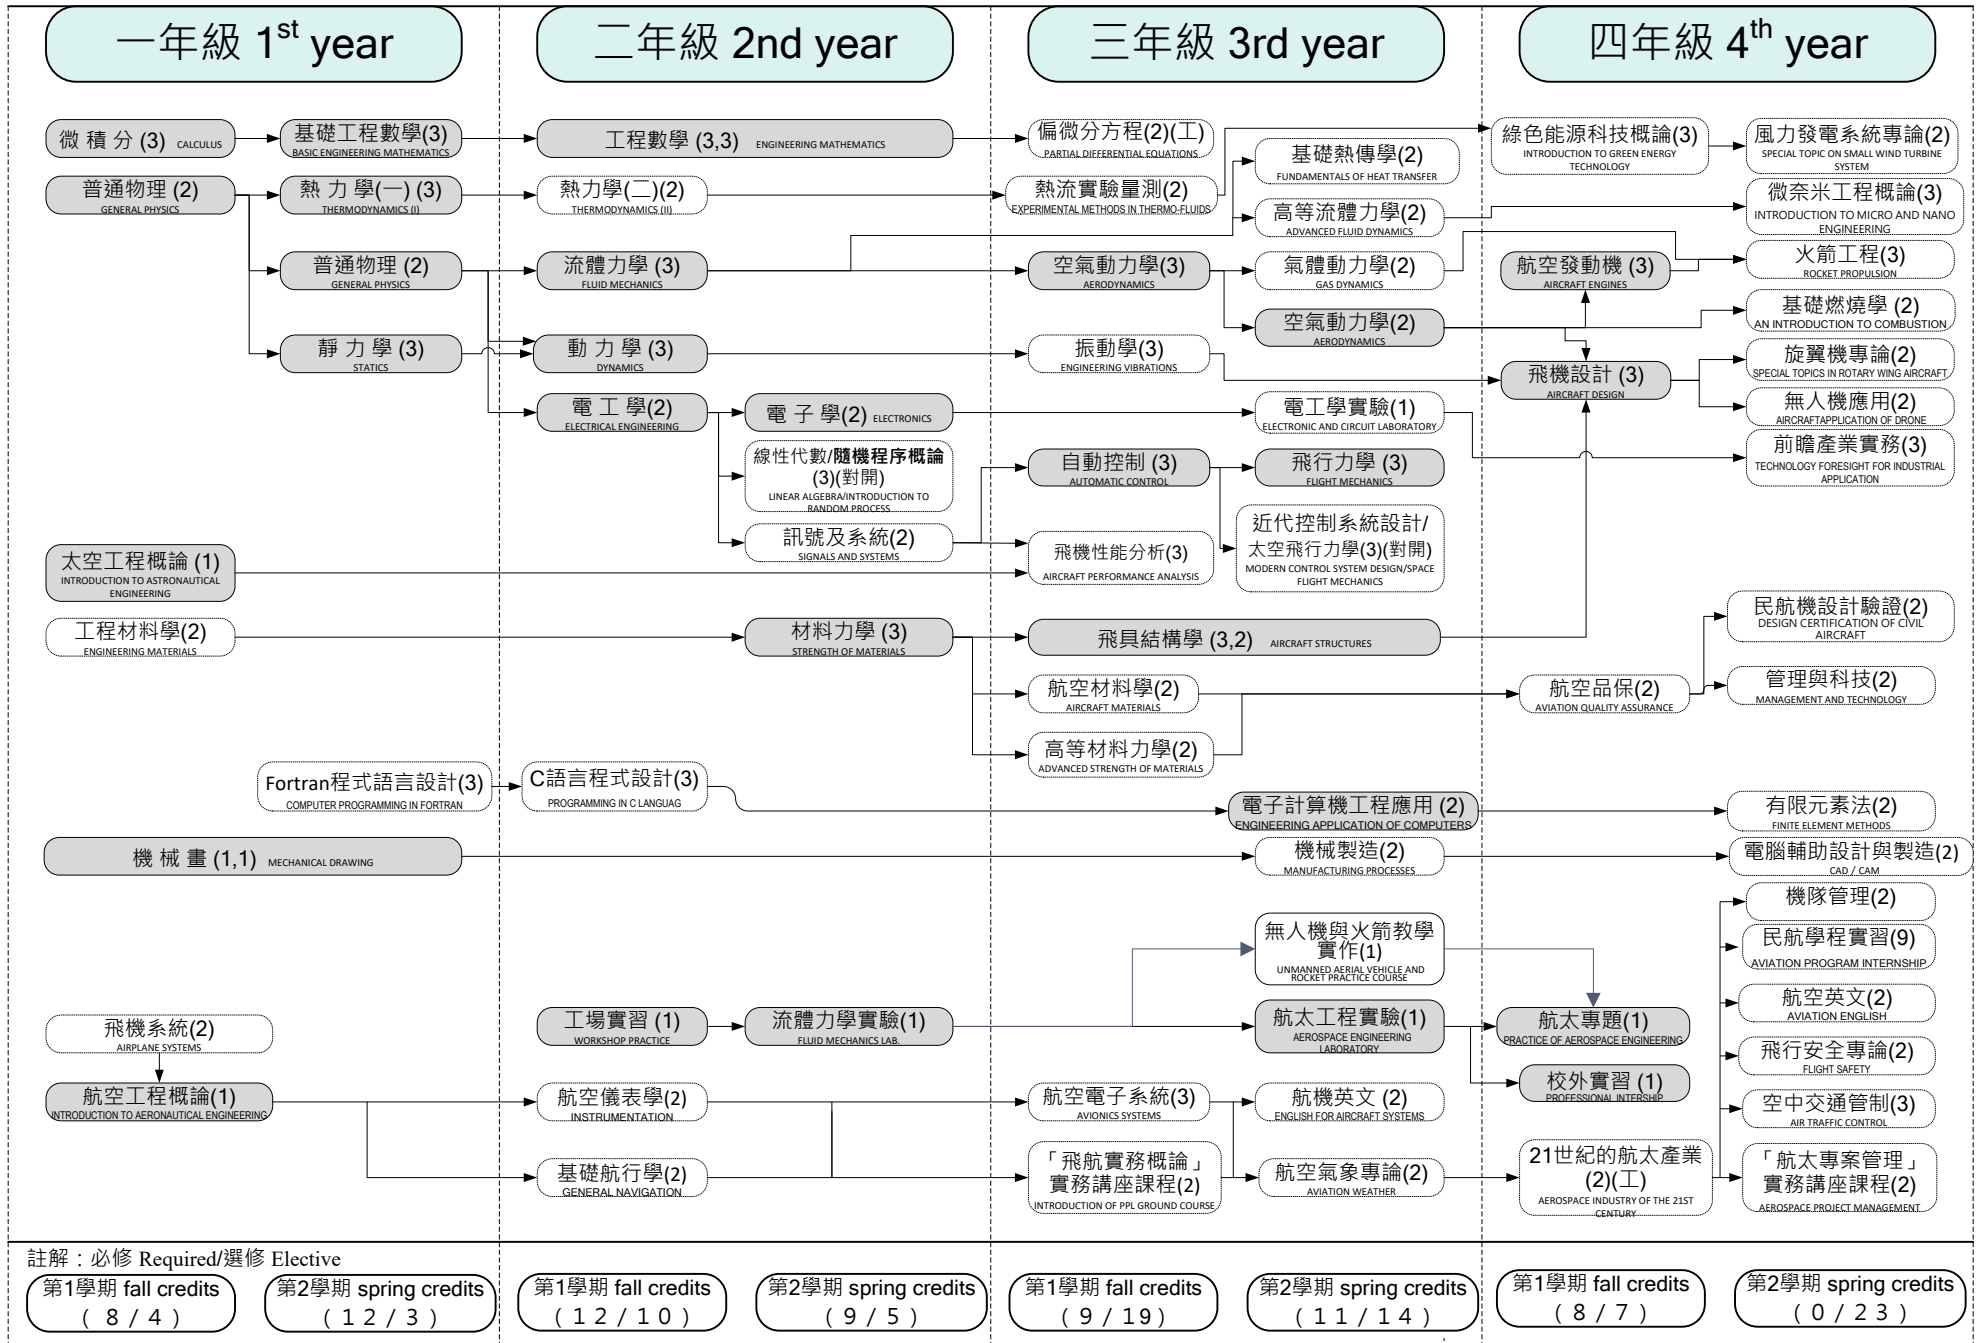 一年級 1st year
二年級 2nd year
三年級 3rd year
四年級 4th year
微 積 分 (3) CALCULUS
基礎工程數學(3)
BASIC ENGINEERING MATHEMATICS
工程數學 (3,3) ENGINEERING MATHEMATICS
偏微分方程(2)(工)
PARTIAL DIFFERENTIAL EQUATIONS
綠色能源科技概論(3)
INTRODUCTION TO GREEN ENERGY
TECHNOLOGY
風力發電系統專論(2)
SPECIAL TOPIC ON SMALL WIND TURBINE
SYSTEM
基礎熱傳學(2)
FUNDAMENTALS OF HEAT TRANSFER
普通物理 (2)
GENERAL PHYSICS
熱 力 學(一) (3)
THERMODYNAMICS (I)
熱力學(二)(2)
THERMODYNAMICS (II)
熱流實驗量測(2)
EXPERIMENTAL METHODS IN THERMO-FLUIDS
高等流體力學(2)
ADVANCED FLUID DYNAMICS
微奈米工程概論(3)
INTRODUCTION TO MICRO AND NANO
ENGINEERING
普通物理 (2)
GENERAL PHYSICS
流體力學 (3)
FLUID MECHANICS
空氣動力學(3)
AERODYNAMICS
氣體動力學(2)
GAS DYNAMICS
航空發動機 (3)
AIRCRAFT ENGINES
火箭工程(3)
ROCKET PROPULSION
空氣動力學(2)
AERODYNAMICS
基礎燃燒學 (2)
AN INTRODUCTION TO COMBUSTION
靜 力 學 (3)
STATICS
動 力 學 (3)
DYNAMICS
振動學(3)
ENGINEERING VIBRATIONS
飛機設計 (3)
AIRCRAFT DESIGN
旋翼機專論(2)
SPECIAL TOPICS IN ROTARY WING AIRCRAFT
電 工 學(2)
ELECTRICAL ENGINEERING
電 子 學(2) ELECTRONICS
電工學實驗(1)
ELECTRONIC AND CIRCUIT LABORATORY
無人機應用(2)
AIRCRAFTAPPLICATION OF DRONE
線性代數/隨機程序概論
(3)(對開)
LINEAR ALGEBRA/INTRODUCTION TO
RANDOM PROCESS
自動控制 (3)
AUTOMATIC CONTROL
飛行力學 (3)
FLIGHT MECHANICS
前瞻產業實務(3)
TECHNOLOGY FORESIGHT FOR INDUSTRIAL
APPLICATION
訊號及系統(2)
SIGNALS AND SYSTEMS
飛機性能分析(3)
AIRCRAFT PERFORMANCE ANALYSIS
近代控制系統設計/
太空飛行力學(3)(對開)
MODERN CONTROL SYSTEM DESIGN/SPACE
FLIGHT MECHANICS
太空工程概論 (1)
INTRODUCTION TO ASTRONAUTICAL
ENGINEERING
工程材料學(2)
ENGINEERING MATERIALS
材料力學 (3)
STRENGTH OF MATERIALS
飛具結構學 (3,2) AIRCRAFT STRUCTURES
民航機設計驗證(2)
DESIGN CERTIFICATION OF CIVIL
AIRCRAFT
航空材料學(2)
AIRCRAFT MATERIALS
航空品保(2)
AVIATION QUALITY ASSURANCE
管理與科技(2)
MANAGEMENT AND TECHNOLOGY
高等材料力學(2)
ADVANCED STRENGTH OF MATERIALS
Fortran程式語言設計(3)
COMPUTER PROGRAMMING IN FORTRAN
C語言程式設計(3)
PROGRAMMING IN C LANGUAG
電子計算機工程應用 (2)
ENGINEERING APPLICATION OF COMPUTERS
有限元素法(2)
FINITE ELEMENT METHODS
機 械 畫 (1,1) MECHANICAL DRAWING
機械製造(2)
MANUFACTURING PROCESSES
電腦輔助設計與製造(2)
CAD / CAM
機隊管理(2)
無人機與火箭教學
實作(1)
UNMANNED AERIAL VEHICLE AND
ROCKET PRACTICE COURSE
民航學程實習(9)
AVIATION PROGRAM INTERNSHIP
航空英文(2)
AVIATION ENGLISH
飛機系統(2)
AIRPLANE SYSTEMS
工場實習 (1)
WORKSHOP PRACTICE
流體力學實驗(1)
FLUID MECHANICS LAB.
航太工程實驗(1)
AEROSPACE ENGINEERING
LABORATORY
航太專題(1)
PRACTICE OF AEROSPACE ENGINEERING
飛行安全專論(2)
FLIGHT SAFETY
航空工程概論(1)
INTRODUCTION TO AERONAUTICAL ENGINEERING
航空儀表學(2)
INSTRUMENTATION
航空電子系統(3)
AVIONICS SYSTEMS
航機英文 (2)
ENGLISH FOR AIRCRAFT SYSTEMS
校外實習 (1)
PROFESSIONAL INTERSHIP
空中交通管制(3)
AIR TRAFFIC CONTROL
基礎航行學(2)
GENERAL NAVIGATION
「飛航實務概論」
實務講座課程(2)
INTRODUCTION OF PPL GROUND COURSE
航空氣象專論(2)
AVIATION WEATHER
21世紀的航太產業
(2)(工)
AEROSPACE INDUSTRY OF THE 21ST
CENTURY
「航太專案管理」
實務講座課程(2)
AEROSPACE PROJECT MANAGEMENT
註解：必修 Required/選修 Elective
第1學期 fall credits
( 8 / 4 )
第2學期 spring credits
( 1 2 / 3 )
第1學期 fall credits
( 1 2 / 1 0 )
第2學期 spring credits
( 9 / 5 )
第1學期 fall credits
( 9 / 19 )
第2學期 spring credits
( 1 1 / 1 4 )
第1學期 fall credits
( 8 / 7 )
第2學期 spring credits
( 0 / 2 3 )